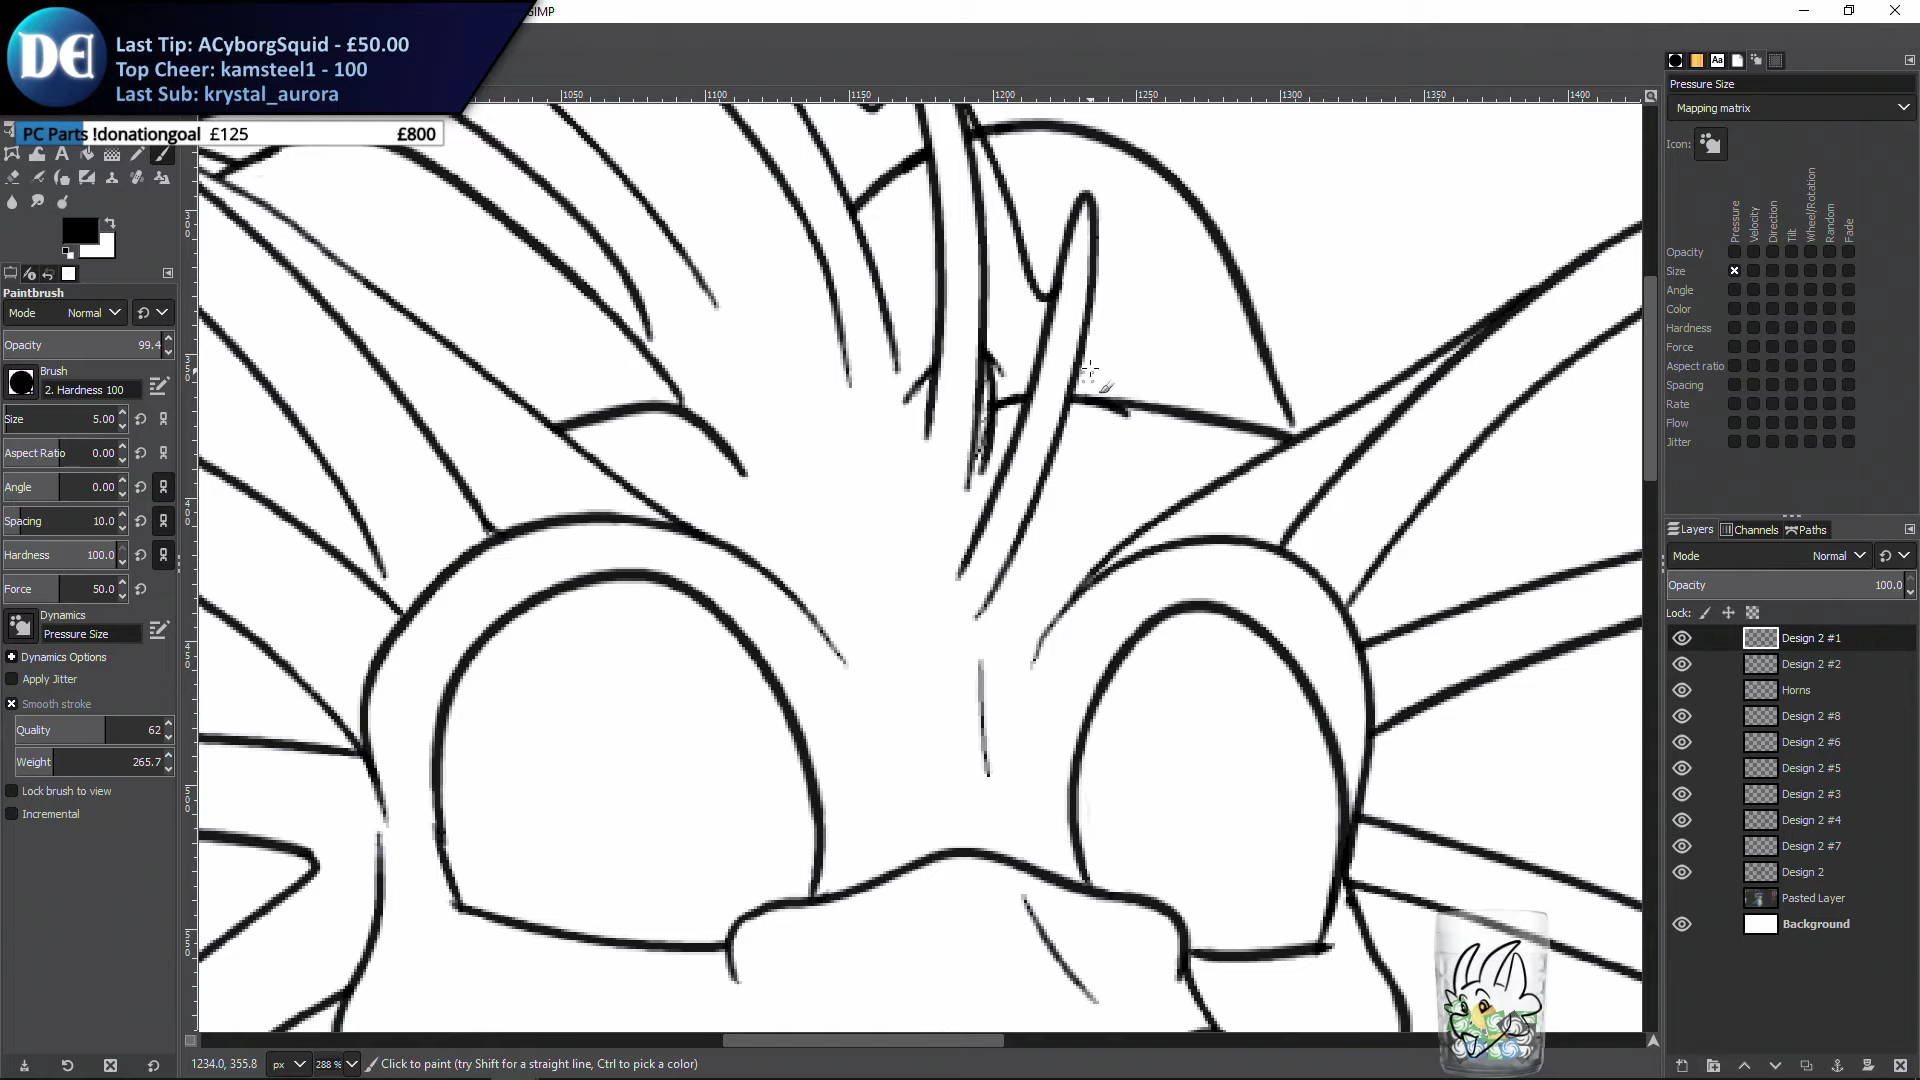 GIMP
DE
Last Tip: ACyborgSquid - £50.00
Top Cheer: kamsteel1 - 100
Last Sub: krystal_aurora
PC Parts !donationgoal £125 £800
1050 1100 1150 1200 1250 1300 1350 1400
Paintbrush
Mode Normal
Opacity 99.4
Brush
2. Hardness 100
Size 5.00
Aspect Ratio 0.00
Angle 0.00
Spacing 10.0
Hardness 100.0
Force 50.0
Dynamics
Pressure Size
Dynamics Options
Apply Jitter
Smooth stroke
Quality 62
Weight 265.7
Lock brush to view
Incremental
300
350
400
450
500
550
1234.0, 355.8 px 288 % Click to paint (try Shift for a straight line, Ctrl to pick a color)
Aa
Pressure Size
Mapping matrix
Icon:
Pressure Velocity Direction Tilt Wheel/Rotation Random Fade
Opacity
Size
Angle
Color
Hardness
Force
Aspect ratio
Spacing
Rate
Flow
Jitter
Layers Channels Paths
Mode Normal
Opacity 100.0
Lock:
Design 2 #1
Design 2 #2
Horns
Design 2 #8
Design 2 #6
Design 2 #5
Design 2 #3
Design 2 #4
Design 2 #7
Design 2
Pasted Layer
Background